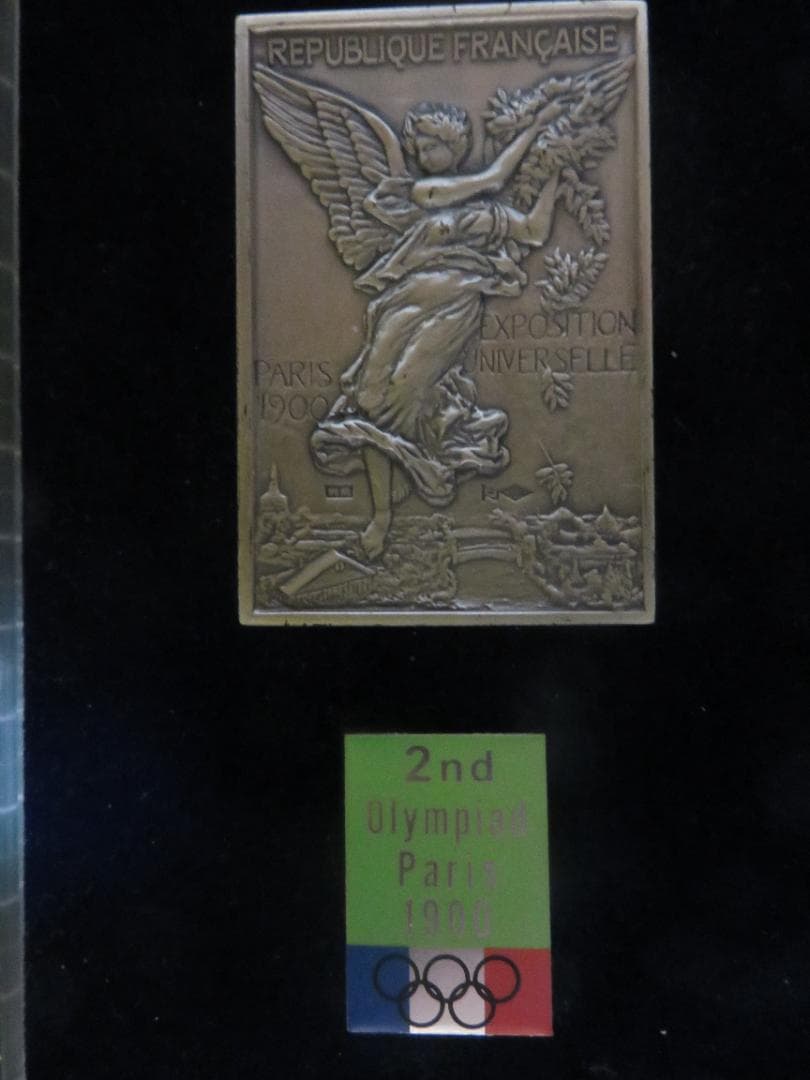 REPUBLIQUE FRANÇAISE
EXPOSITION
UNIVERSELLE
PARIS
1900
2nd
Olympiad
Paris
1900